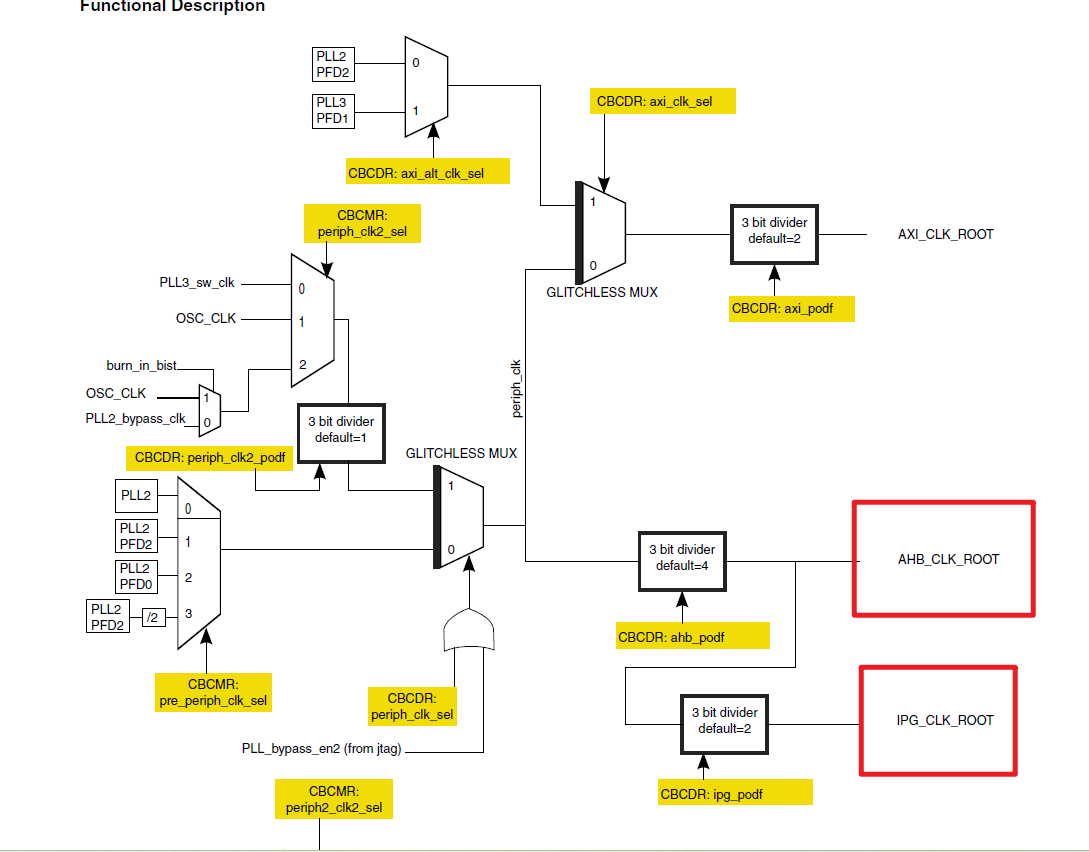 Functional Description
PLL2
PFD2
0
PLL3
PFD1
1
CBCDR: axi_alt_clk_sel
CBCDR: axi_clk_sel
1
0
GLITCHLESS MUX
3 bit divider
default=2
AXI_CLK_ROOT
CBCDR: axi_podf
CBCMR:
periph_clk2_sel
PLL3_sw_clk
0
OSC_CLK
1
2
burn_in_bist
OSC_CLK
1
PLL2_bypass_clk
0
3 bit divider
default=1
CBCDR: periph_clk2_podf
periph_clk
GLITCHLESS MUX
1
0
PLL2
0
PLL2
PFD2
1
PLL2
PFD0
2
PLL2
PFD2
/2
3
CBCMR:
pre_periph_clk_sel
CBCDR:
periph_clk_sel
PLL_bypass_en2 (from jtag)
3 bit divider
default=4
AHB_CLK_ROOT
CBCDR: ahb_podf
3 bit divider
default=2
IPG_CLK_ROOT
CBCDR: ipg_podf
CBCMR:
periph2_clk2_sel